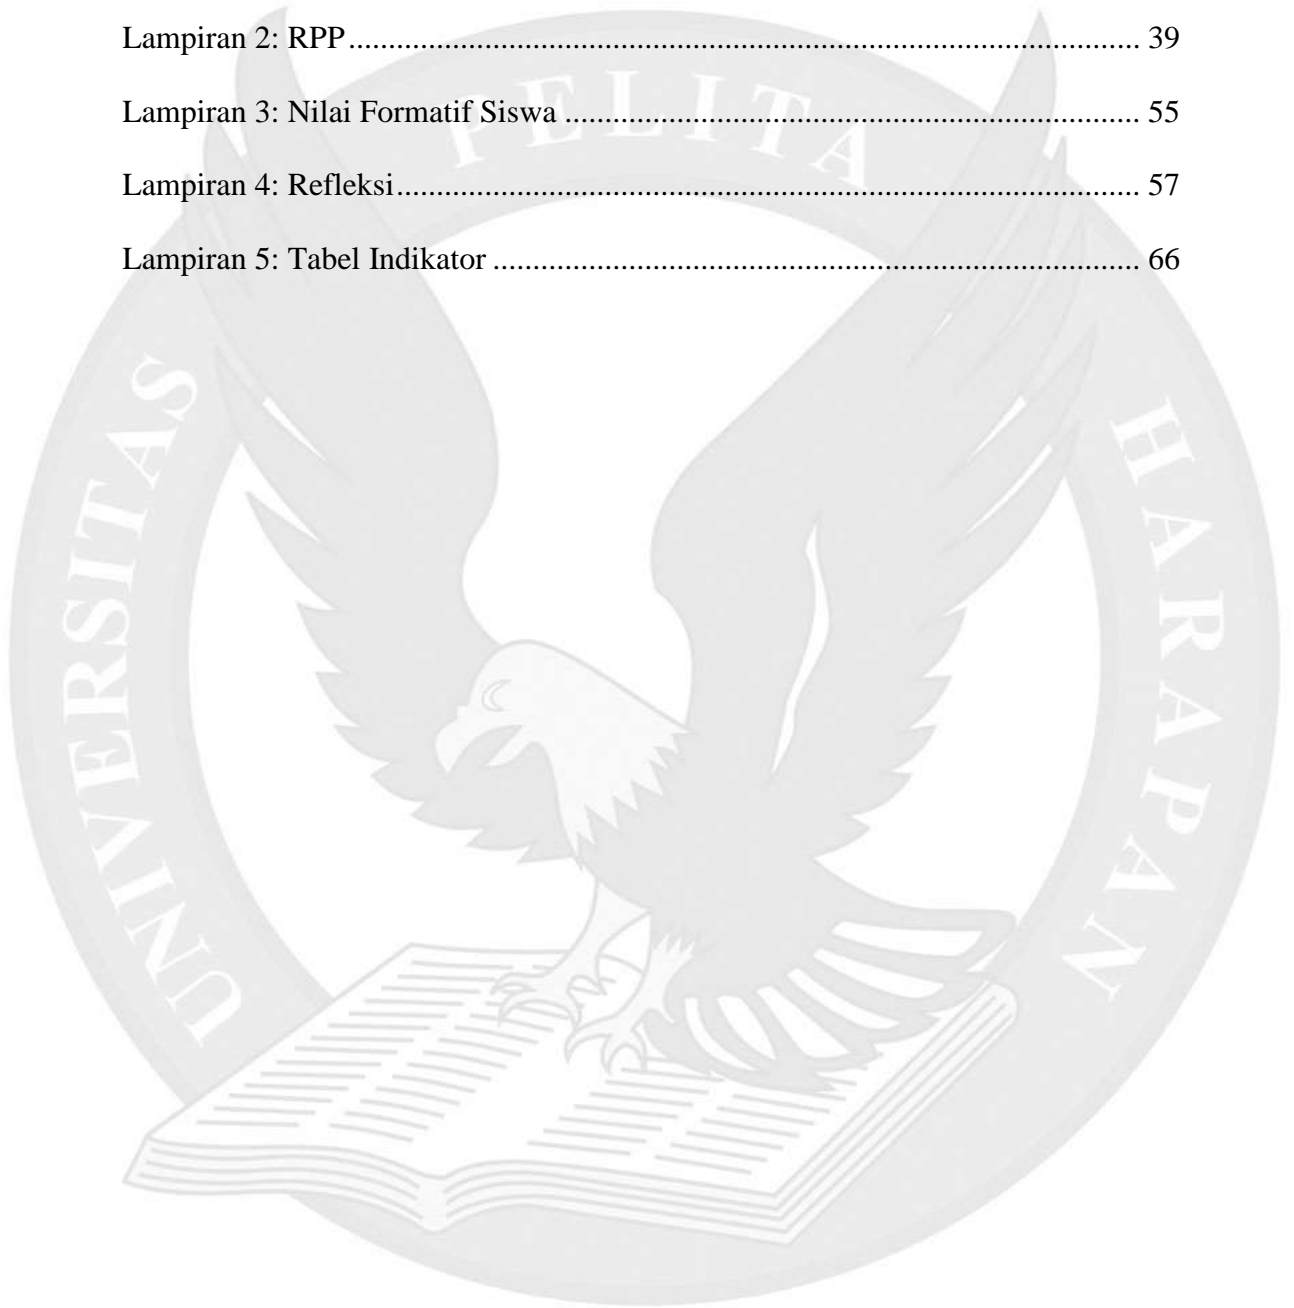 Lampiran 2: RPP.................................................................................... 39
Lampiran 3: Nilai Formatif Siswa ............................................................. 55
Lampiran 4: Refleksi............................................................................... 57
Lampiran 5: Tabel Indikator ..................................................................... 66
UNIVERSITAS PELITA HARAPAN